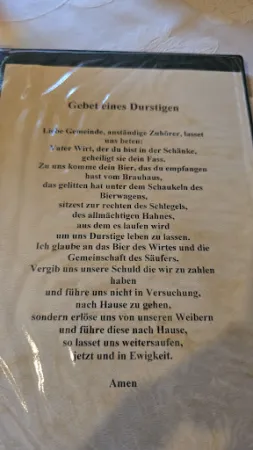 Gebet eines Durstigen
Liebe Gemeinde, anständige Zuhörer, lasset
uns beten:
Vater Wirt, der du bist in der Schänke,
geheiligt sie dein Fass.
Zu uns komme dein Bier, das du empfangen
hast vom Brauhaus,
das gelitten hat unter dem Schaukeln des
Bierwagens,
sitzest zur rechten des Schlegels,
des allmächtigen Hahnes,
aus dem es laufen wird
um uns Durstige leben zu lassen.
Ich glaube an das Bier des Wirtes und die
Gemeinschaft des Säufers.
Vergib uns unsere Schuld die wir zu zahlen
haben
und führe uns nicht in Versuchung,
nach Hause zu gehen,
sondern erlöse uns von unseren Weibern
und führe diese nach Hause,
so lasset uns weitersaufen,
jetzt und in Ewigkeit.
Amen